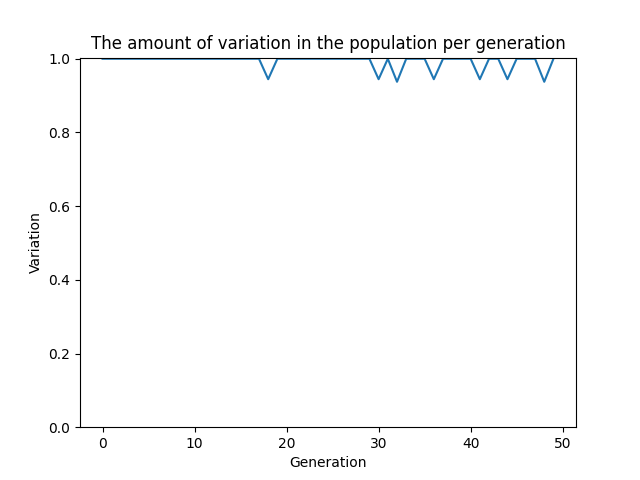 The amount of variation in the population per generation
1.0
0.8
0.6
0.4
0.2
0.0
Variation
0 10 20 30 40 50
Generation